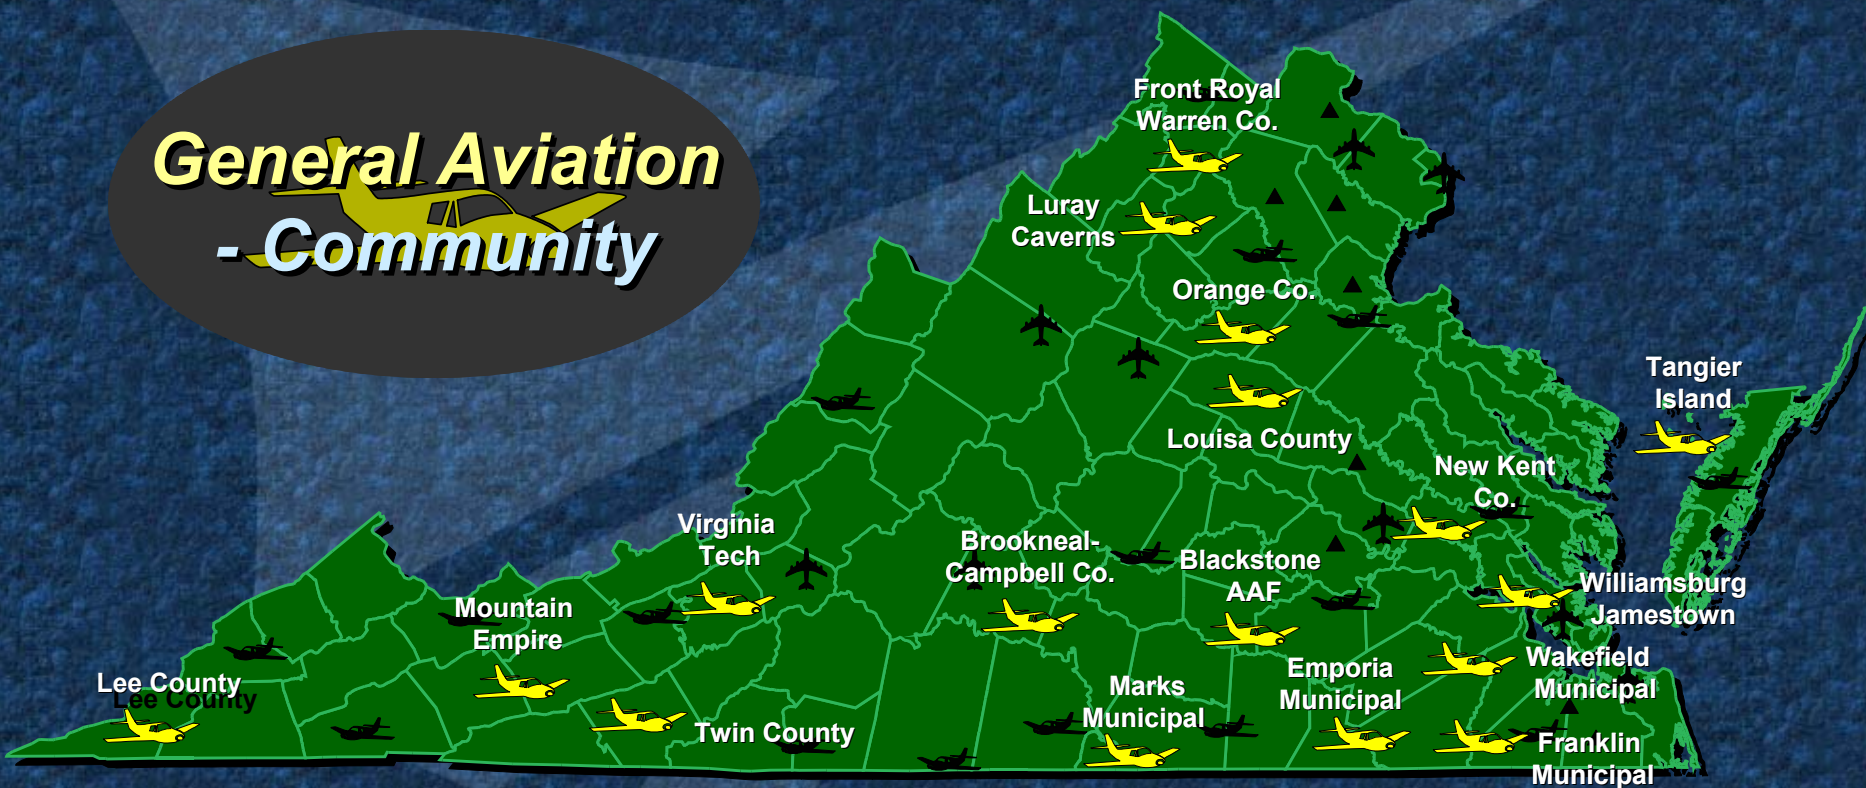 General Aviation
- Community
Front Royal
Warren Co.
Luray
Caverns
Orange Co.
Tangier
Island
Louisa County
New Kent
Co.
Virginia
Tech
Brookneal-
Campbell Co.
Blackstone
AAF
Williamsburg
Jamestown
Mountain
Empire
Wakefield
Municipal
Emporia
Municipal
Lee County
Lee County
Marks
Municipal
Twin County
Franklin
Municipal